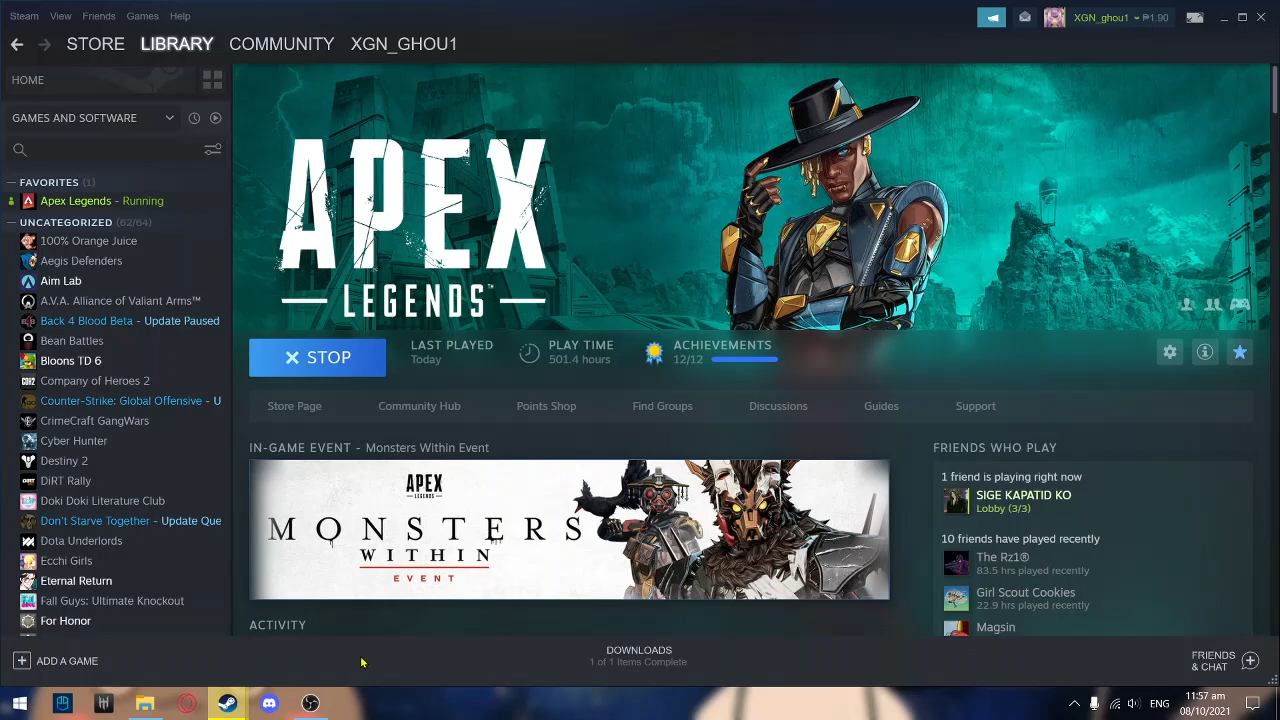 Steam View Friends Games Help
XGN_ghou1 ₱1.90
STORE LIBRARY COMMUNITY XGN_GHOU1
HOME
GAMES AND SOFTWARE
FAVORITES (1)
Apex Legends - Running
UNCATEGORIZED (62/64)
100% Orange Juice
Aegis Defenders
Aim Lab
A.V.A. Alliance of Valiant Arms™
Back 4 Blood Beta - Update Paused
Bean Battles
Bloons TD 6
Company of Heroes 2
Counter-Strike: Global Offensive - U
CrimeCraft GangWars
Cyber Hunter
Destiny 2
DiRT Rally
Doki Doki Literature Club
Don't Starve Together - Update Que
Dota Underlords
Ecchi Girls
Eternal Return
Fall Guys: Ultimate Knockout
For Honor
APEX
LEGENDS™
STOP
LAST PLAYED
Today
PLAY TIME
501.4 hours
ACHIEVEMENTS
12/12
Store Page Community Hub Points Shop Find Groups Discussions Guides Support
IN-GAME EVENT - Monsters Within Event
APEX
LEGENDS
MONSTERS
WITHIN
EVENT
ACTIVITY
FRIENDS WHO PLAY
1 friend is playing right now
SIGE KAPATID KO
Lobby (3/3)
10 friends have played recently
The Rz1®
83.5 hrs played recently
Girl Scout Cookies
22.9 hrs played recently
Magsin
ADD A GAME
DOWNLOADS
1 of 1 Items Complete
FRIENDS
& CHAT
ENG
11:57 am
08/10/2021